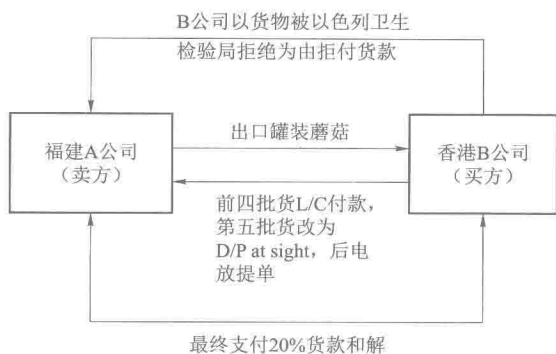 B公司以货物被以色列卫生
检验局拒绝为由拒付货款
福建A公司
（卖方）
出口罐装蘑菇
香港B公司
（买方）
前四批货L/C付款，
第五批货改为
D/P at sight，后电
放提单
最终支付20%货款和解